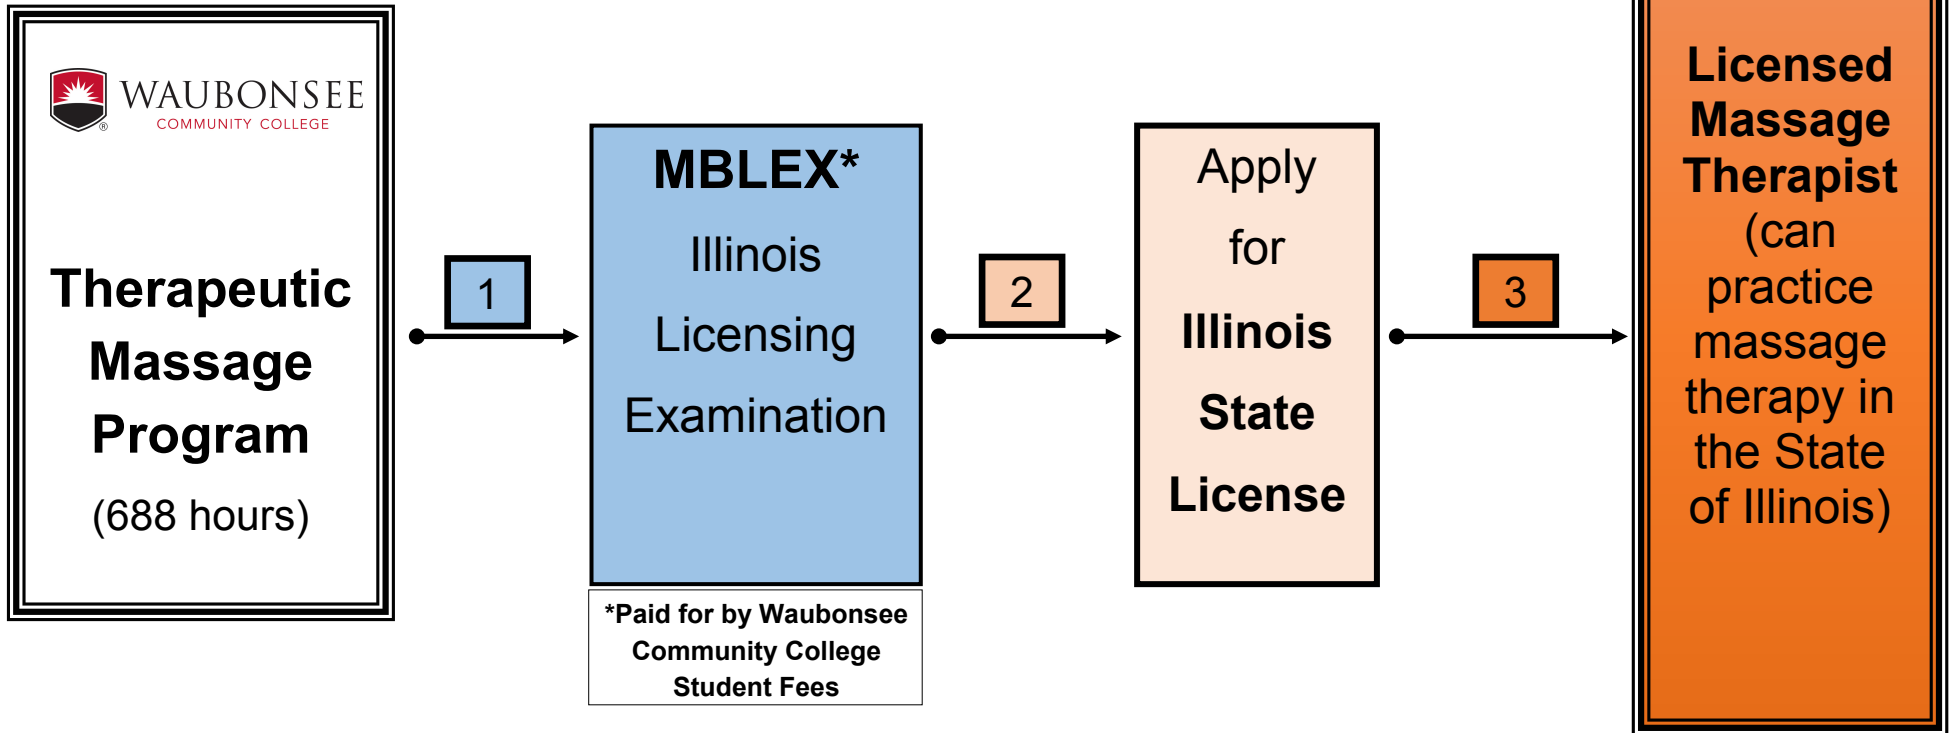 WAUBONSEE
COMMUNITY COLLEGE
®
Therapeutic
Massage
Program
(688 hours)
1
MBLEX*
Illinois
Licensing
Examination
*Paid for by Waubonsee
Community College
Student Fees
2
Apply
for
Illinois
State
License
3
Licensed
Massage
Therapist
(can
practice
massage
therapy in
the State
of Illinois)